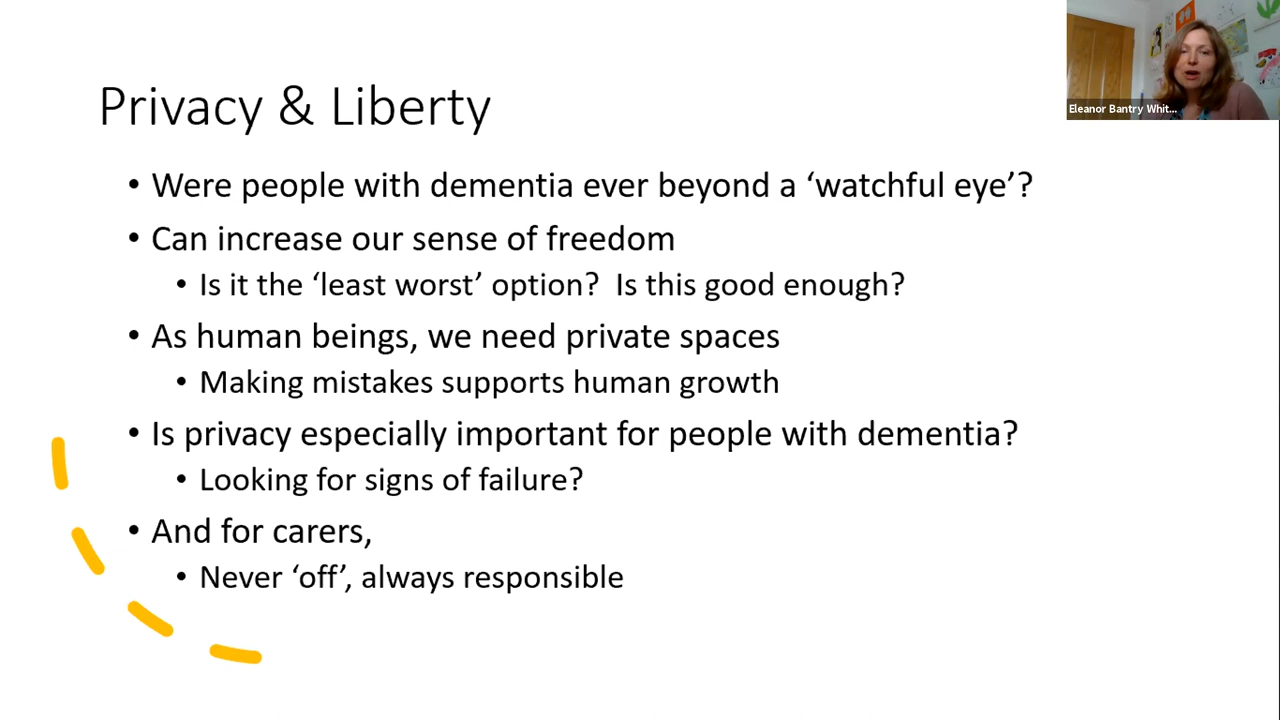 Privacy & Liberty
• Were people with dementia ever beyond a ‘watchful eye’?
• Can increase our sense of freedom
• Is it the ‘least worst’ option?  Is this good enough?
• As human beings, we need private spaces
• Making mistakes supports human growth
• Is privacy especially important for people with dementia?
• Looking for signs of failure?
• And for carers,
• Never ‘off’, always responsible
Eleanor Bantry Whit...